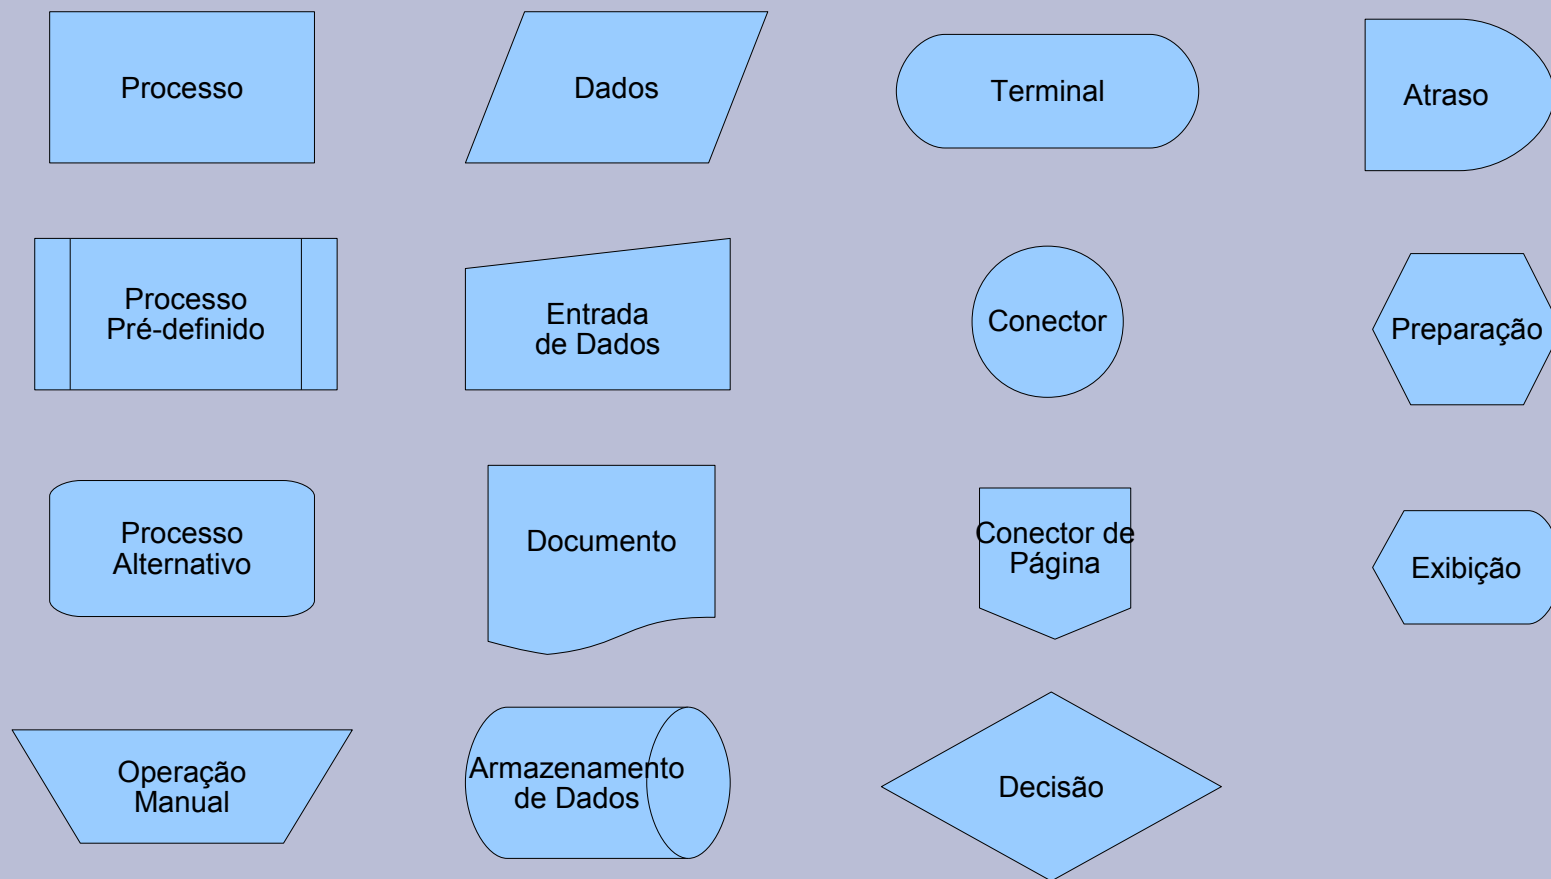 Processo
Dados
Terminal
Atraso
Processo
Pré-definido
Entrada
de Dados
Conector
Preparação
Processo
Alternativo
Documento
Conector de
Página
Exibição
Operação
Manual
Armazenamento
de Dados
Decisão